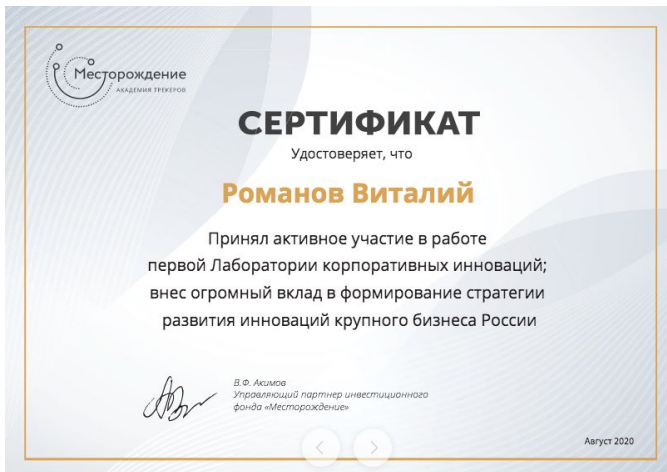 Месторождение
АКАДЕМИЯ ТРЕКЕРОВ
СЕРТИФИКАТ
Удостоверяет, что
Романов Виталий
Принял активное участие в работе
первой Лаборатории корпоративных инноваций;
внес огромный вклад в формирование стратегии
развития инноваций крупного бизнеса России
В.Ф. Акимов
Управляющий партнер инвестиционного
фонда «Месторождение»
Август 2020